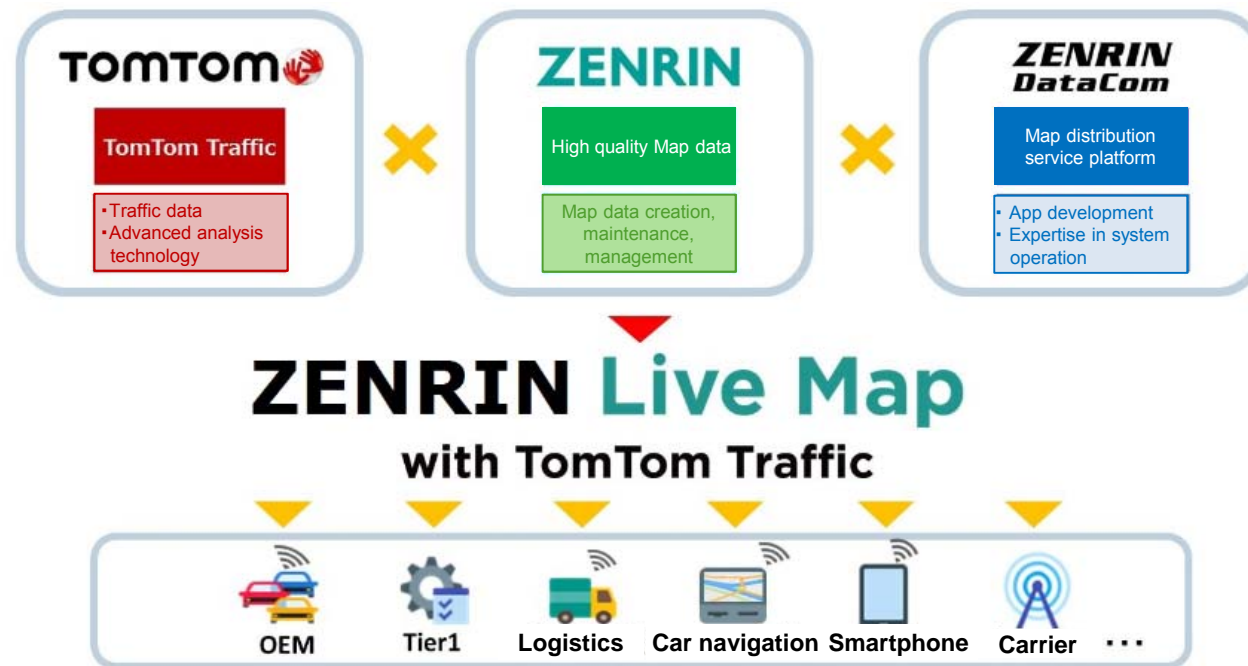 TOMTOM
TomTom Traffic
・Traffic data
・Advanced analysis
technology
ZENRIN
High quality Map data
Map data creation,
maintenance,
management
ZENRIN
DataCom
Map distribution
service platform
• App development
• Expertise in system
operation
ZENRIN Live Map
with TomTom Traffic
OEM
Tier1
Logistics
Car navigation
Smartphone
Carrier
...